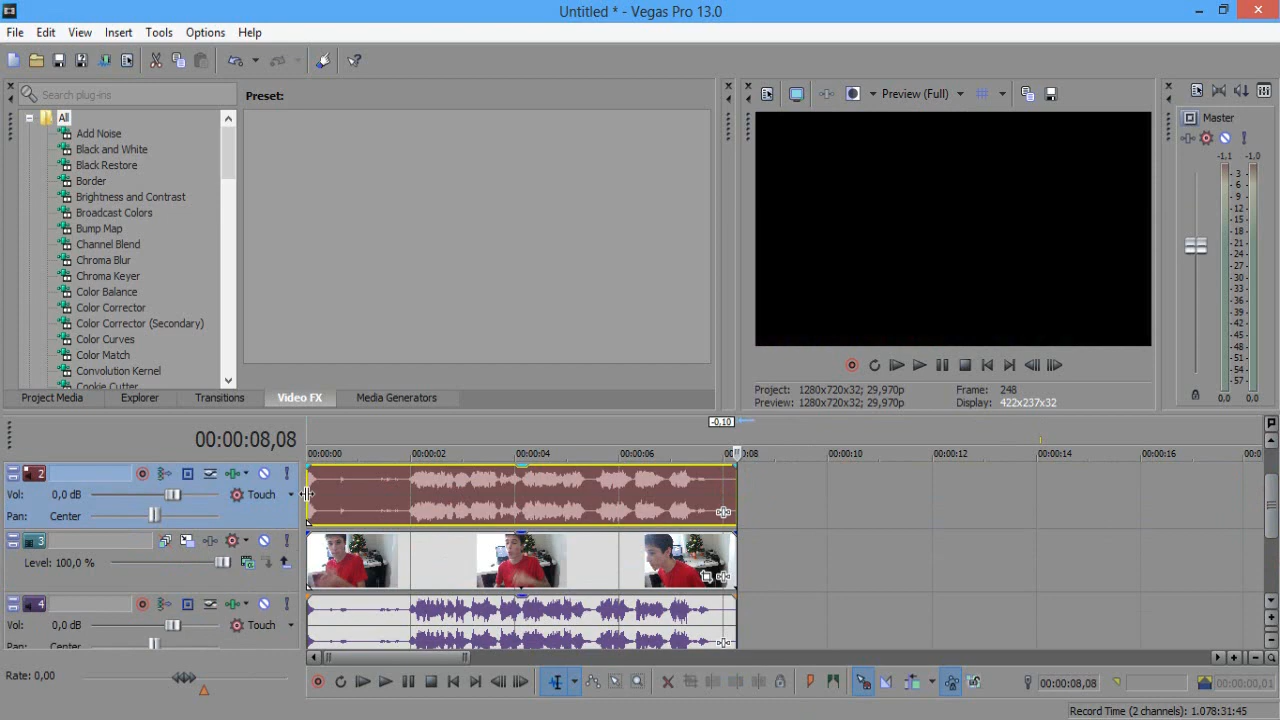 Untitled * - Vegas Pro 13.0
File Edit View Insert Tools Options Help
Search plug-ins
Preset:
All
Add Noise
Black and White
Black Restore
Border
Brightness and Contrast
Broadcast Colors
Bump Map
Channel Blend
Chroma Blur
Chroma Keyer
Color Balance
Color Corrector
Color Corrector (Secondary)
Color Curves
Color Match
Convolution Kernel
Cookie Cutter
Project Media Explorer Transitions Video FX Media Generators
Preview (Full)
Project: 1280x720x32; 29,970p Frame: 248
Preview: 1280x720x32; 29,970p Display: 422x237x32
Master
-1.1 -1.0
3
6
9
12
15
18
21
24
27
30
33
36
39
42
45
48
51
54
57
0.0 0.0
-0.10
00:00:08,08
00:00:00 00:00:02 00:00:04 00:00:06 00:00:08 00:00:10 00:00:12 00:00:14 00:00:16 00:0
2
Vol: 0,0 dB Touch
Pan: Center
3
Level: 100,0 %
4
Vol: 0,0 dB Touch
Pan: Center
Rate: 0,00
00:00:08,08
00:00:00,01
Record Time (2 channels): 1.078:31:45